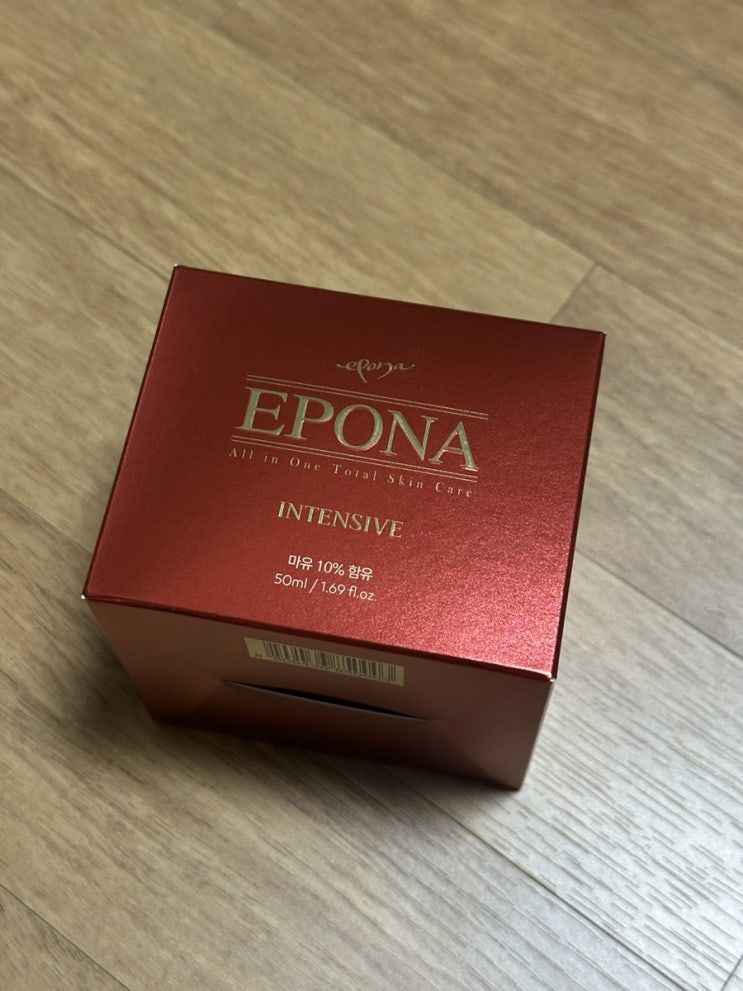 epona
EPONA
All in One Total Skin Care
INTENSIVE
마유 10% 함유
50ml / 1.69 fl.oz.